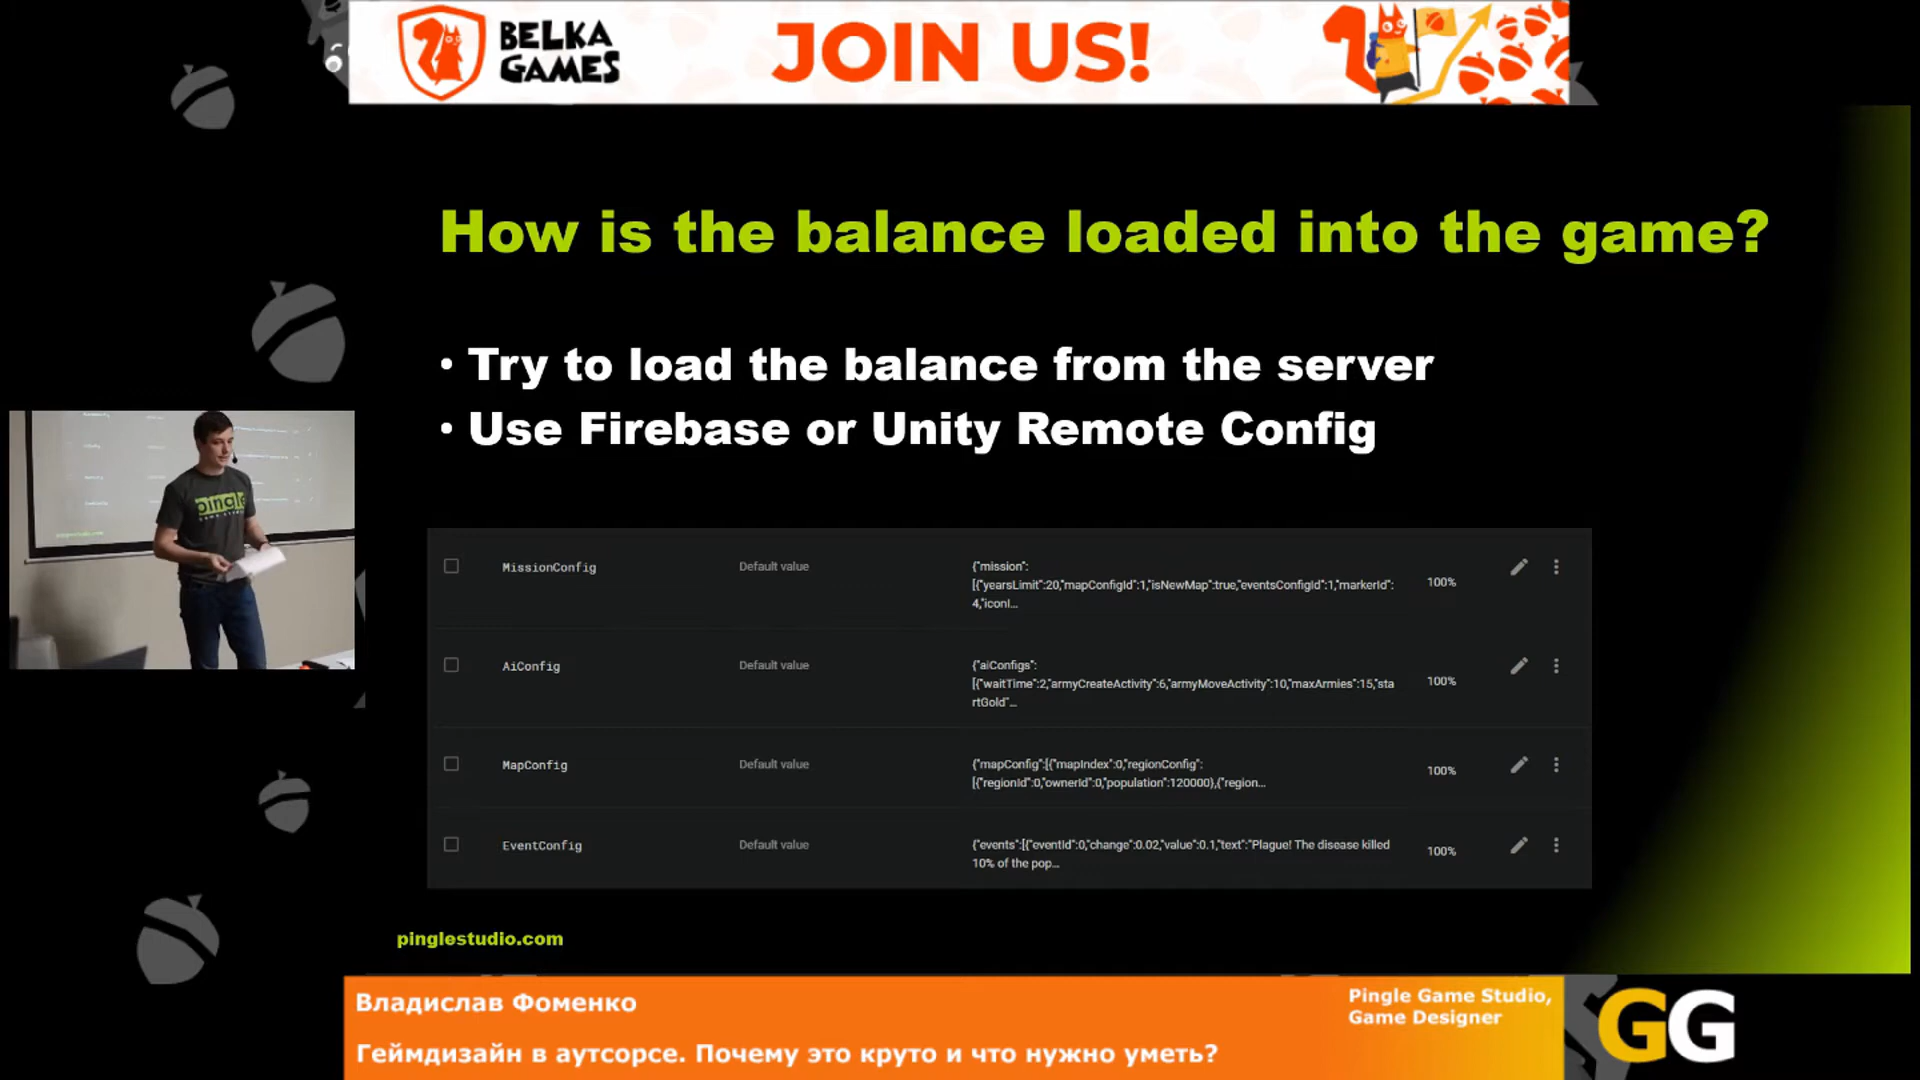 BELKA
GAMES
JOIN US!
How is the balance loaded into the game?
• Try to load the balance from the server
• Use Firebase or Unity Remote Config
MissionConfig
Default value
{"mission":
[{"yearsLimit":20,"mapConfigId":1,"isNewMap":true,"eventsConfigId":1,"markerId":
4,"iconI...
100%
AiConfig
Default value
{"aiConfigs":
[{"waitTime":2,"armyCreateActivity":6,"armyMoveActivity":10,"maxArmies":15,"sta
rtGold"...
100%
MapConfig
Default value
{"mapConfig":[{"mapIndex":0,"regionConfig":
[{"regionId":0,"ownerId":0,"population":120000},{"region...
100%
EventConfig
Default value
{"events":[{"eventId":0,"change":0.02,"value":0.1,"text":"Plague! The disease killed
10% of the pop...
100%
pingle
pinglestudio.com
Владислав Фоменко
Pingle Game Studio,
Game Designer
Геймдизайн в аутсорсе. Почему это круто и что нужно уметь?
GG